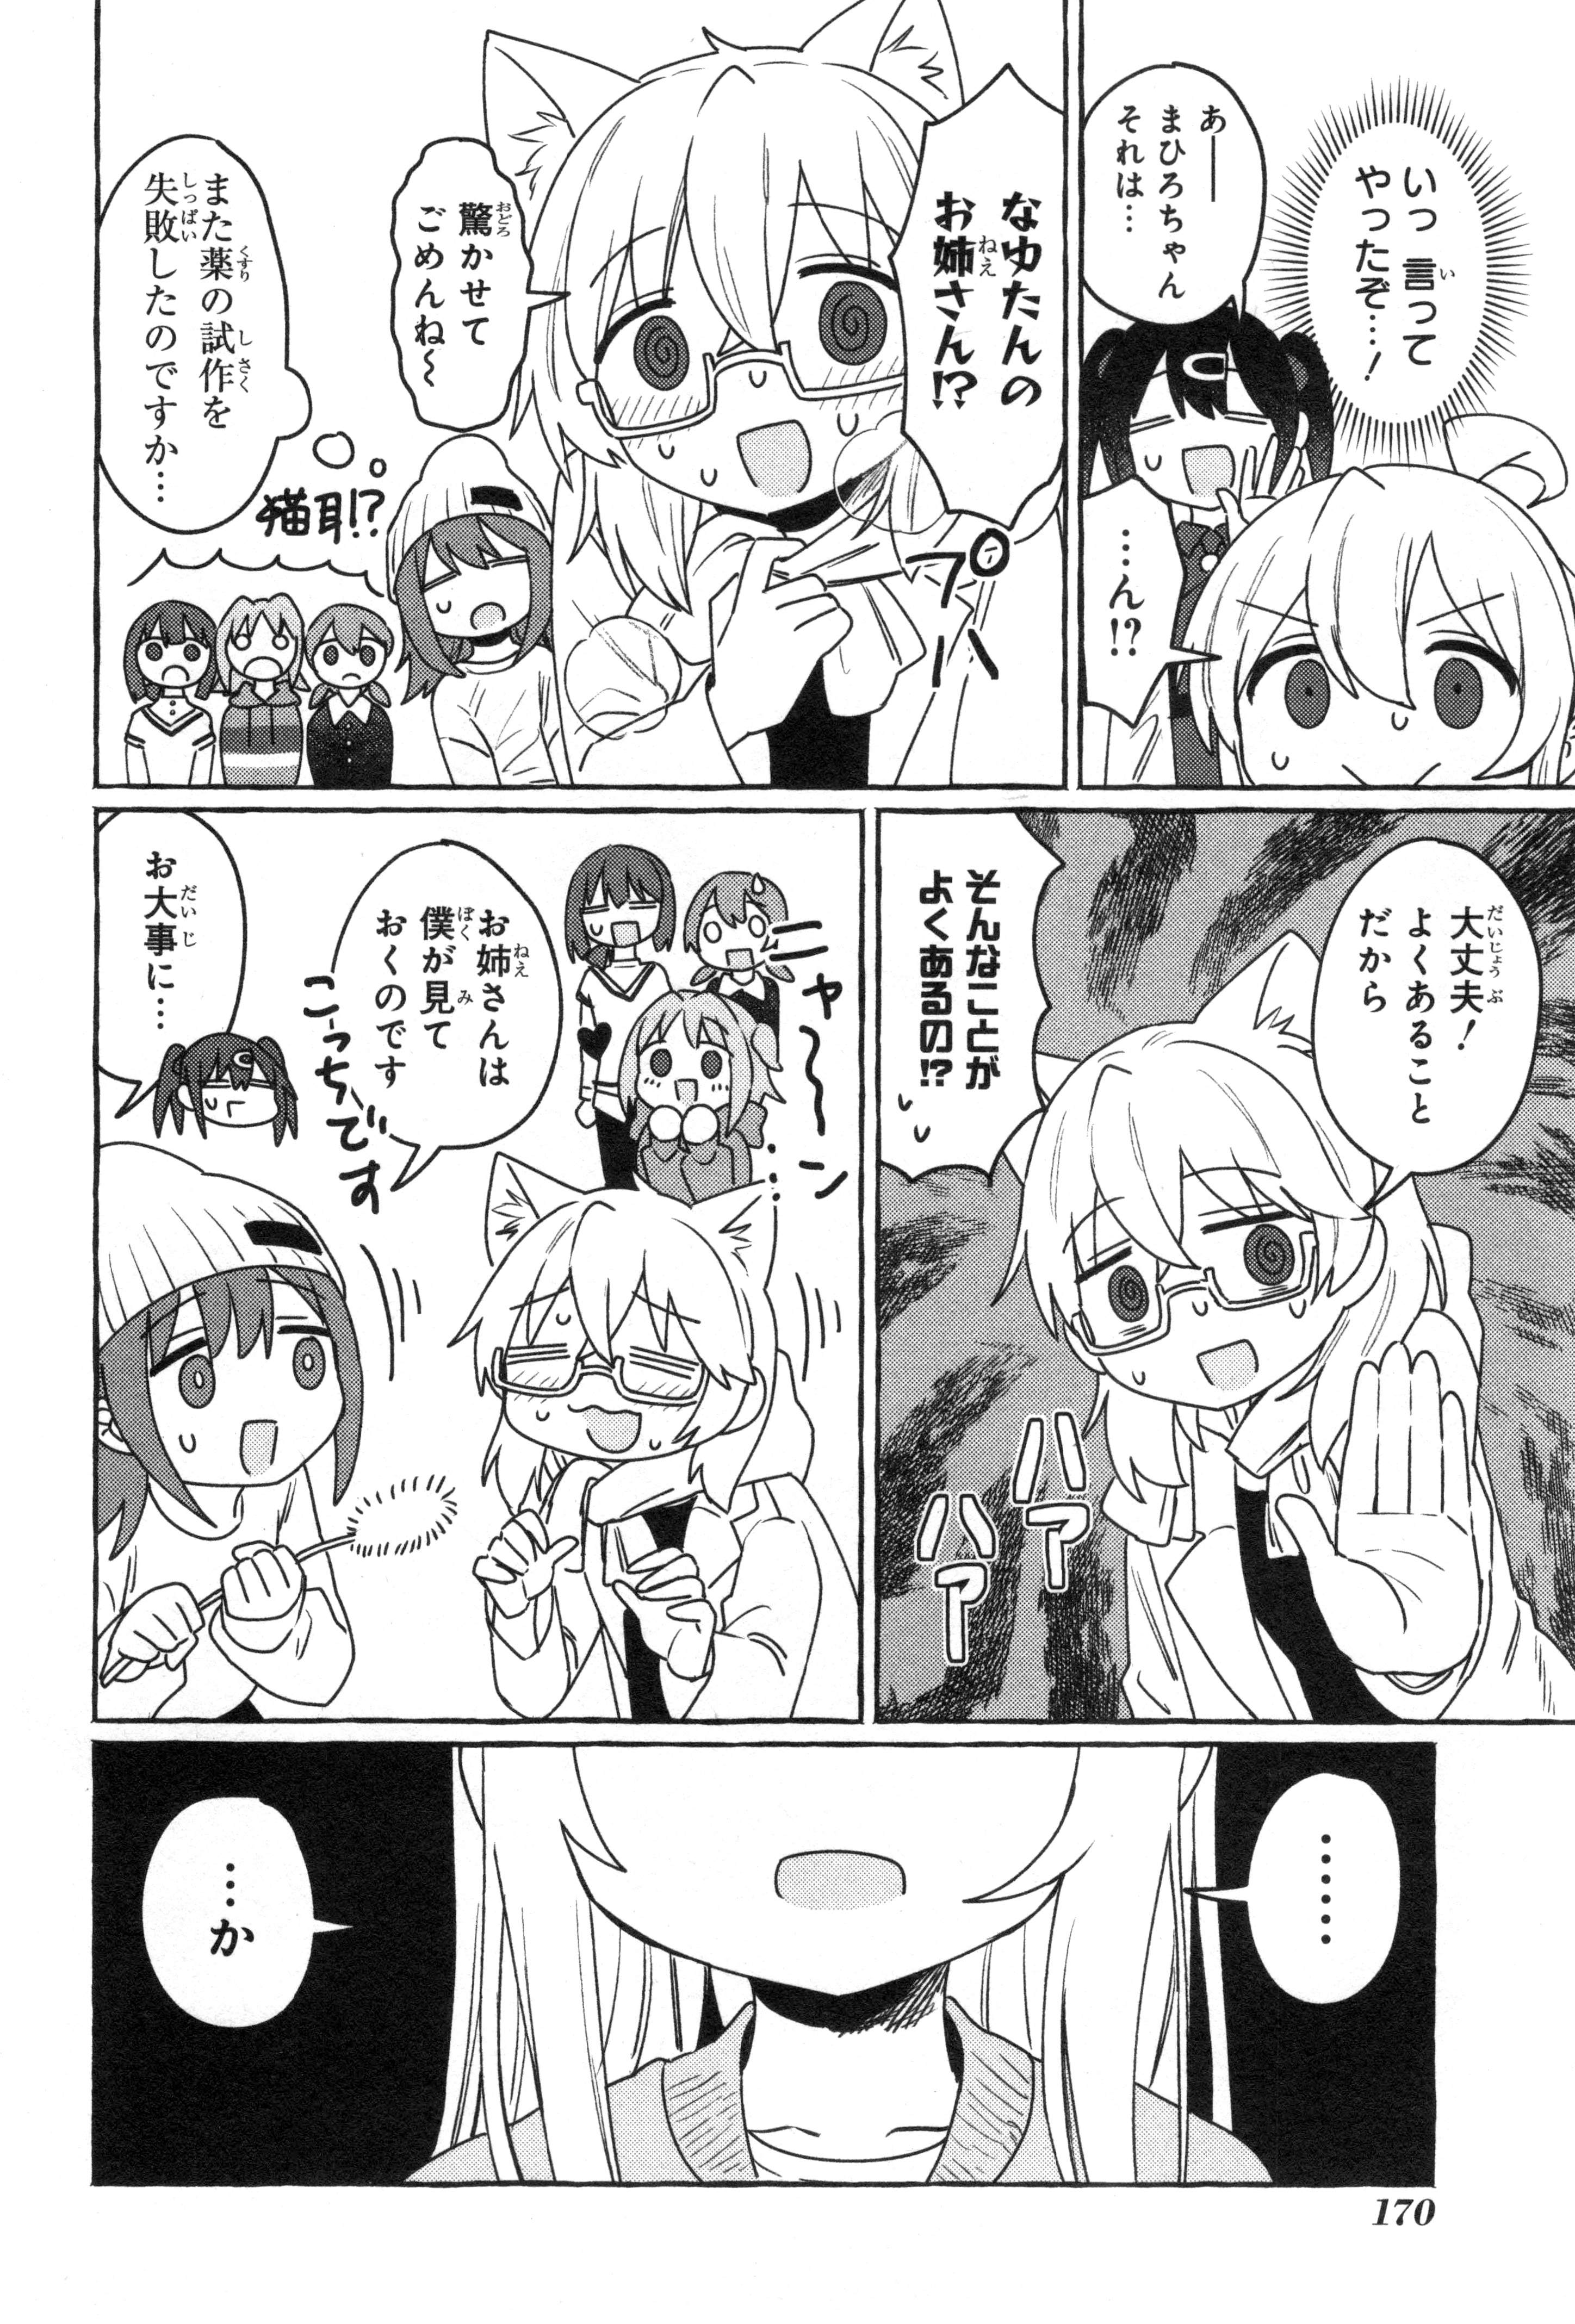 いっ 言って
やったぞ…！
あ──
まひろちゃん
それは…
…ん!?
なゆたんの
お姉さん!?
パプ
驚かせて
ごめんね～
また薬の試作を
失敗したのですか…
猫耳!?
大丈夫！
よくあること
だから
そんなことが
よくあるの!?
ハァ
ハァ
ニャ～～ン…
お姉さんは
僕が見て
おくのです
こっちです
お大事に…
……
…か
170